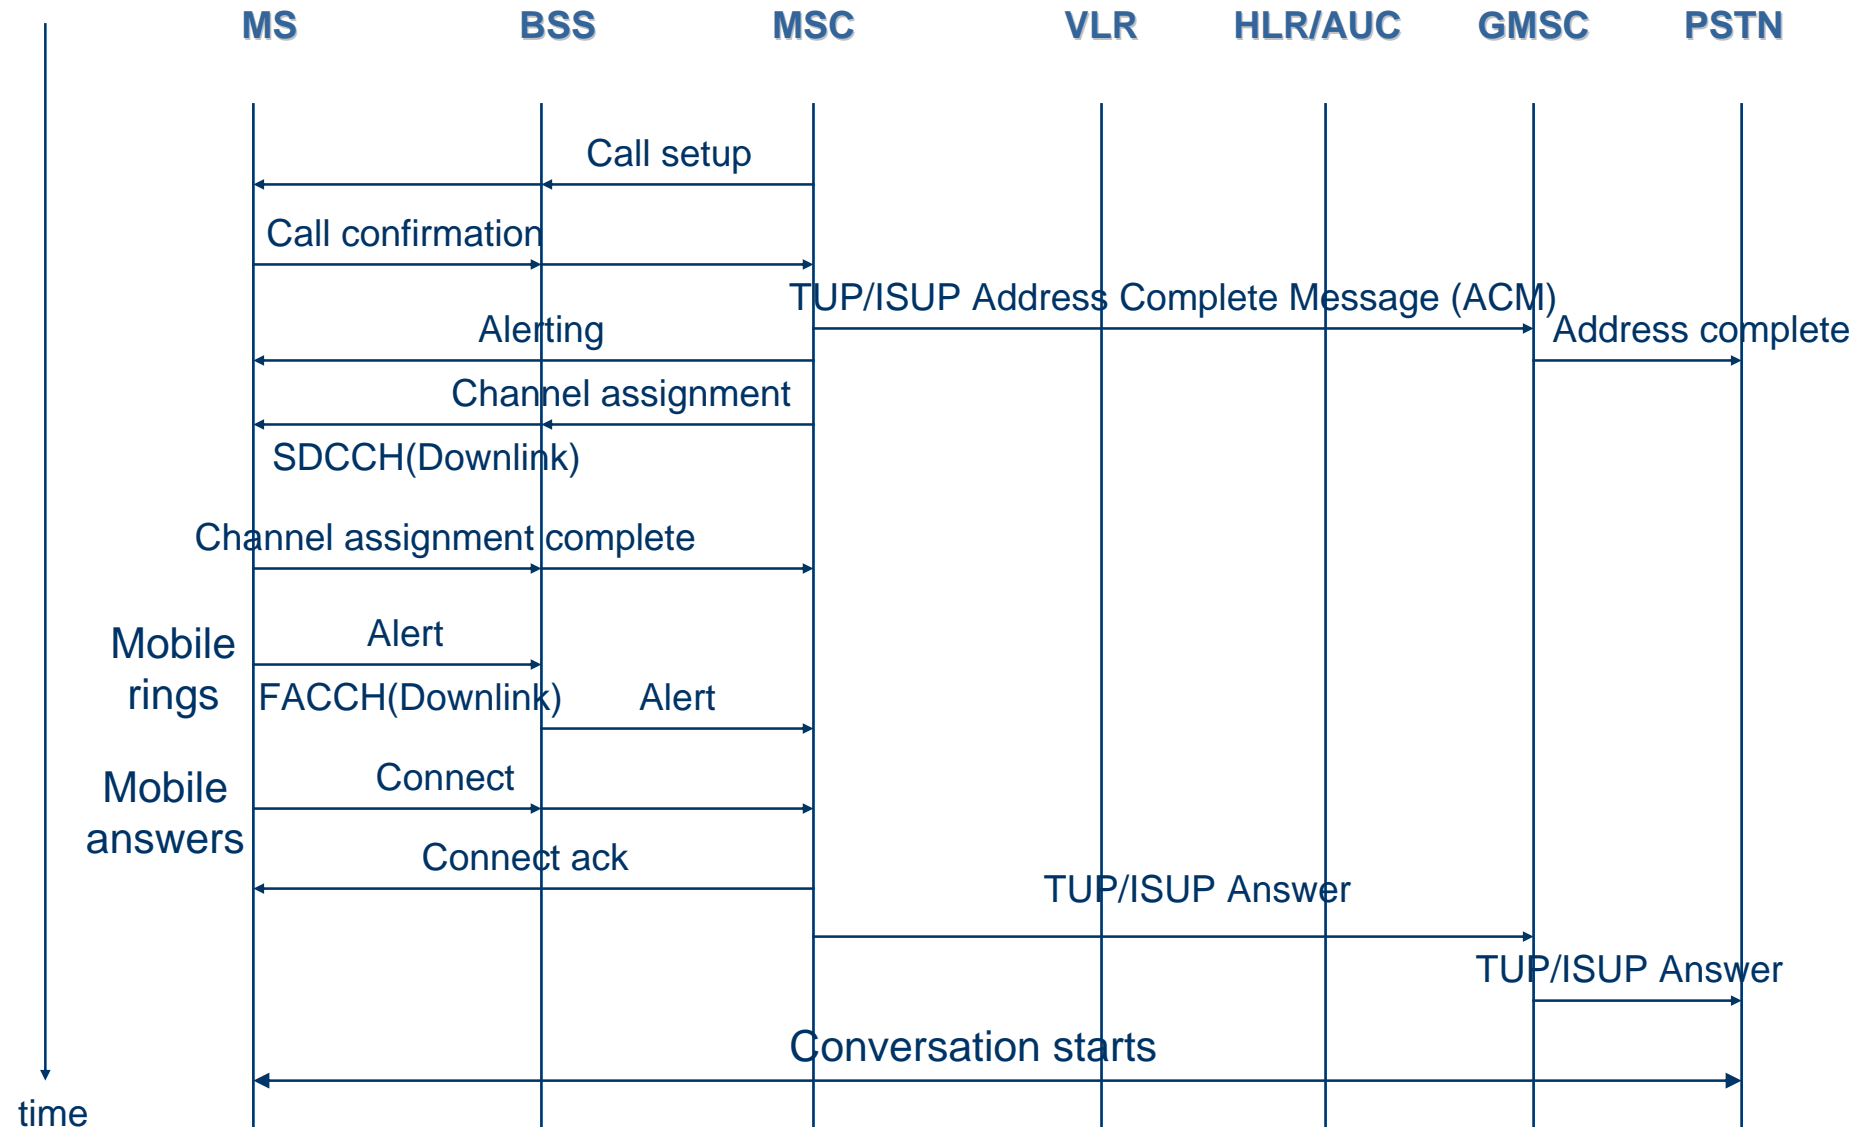 MS BSS MSC VLR HLR/AUC GMSC PSTN
Call setup
Call confirmation
TUP/ISUP Address Complete Message (ACM)
Alerting
Address complete
Channel assignment
SDCCH(Downlink)
Channel assignment complete
Mobile
rings
Alert
FACCH(Downlink)
Alert
Mobile
answers
Connect
Connect ack
TUP/ISUP Answer
TUP/ISUP Answer
Conversation starts
time